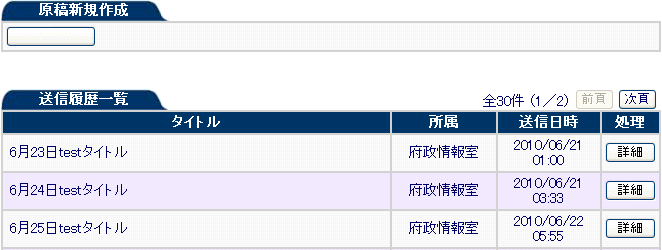 原稿新規作成
送信履歴一覧
全30件 (1/2) 前頁 次頁
タイトル 所属 送信日時 処理
6月23日testタイトル 府政情報室 2010/06/21 01:00 詳細
6月24日testタイトル 府政情報室 2010/06/21 03:33 詳細
6月25日testタイトル 府政情報室 2010/06/22 05:55 詳細